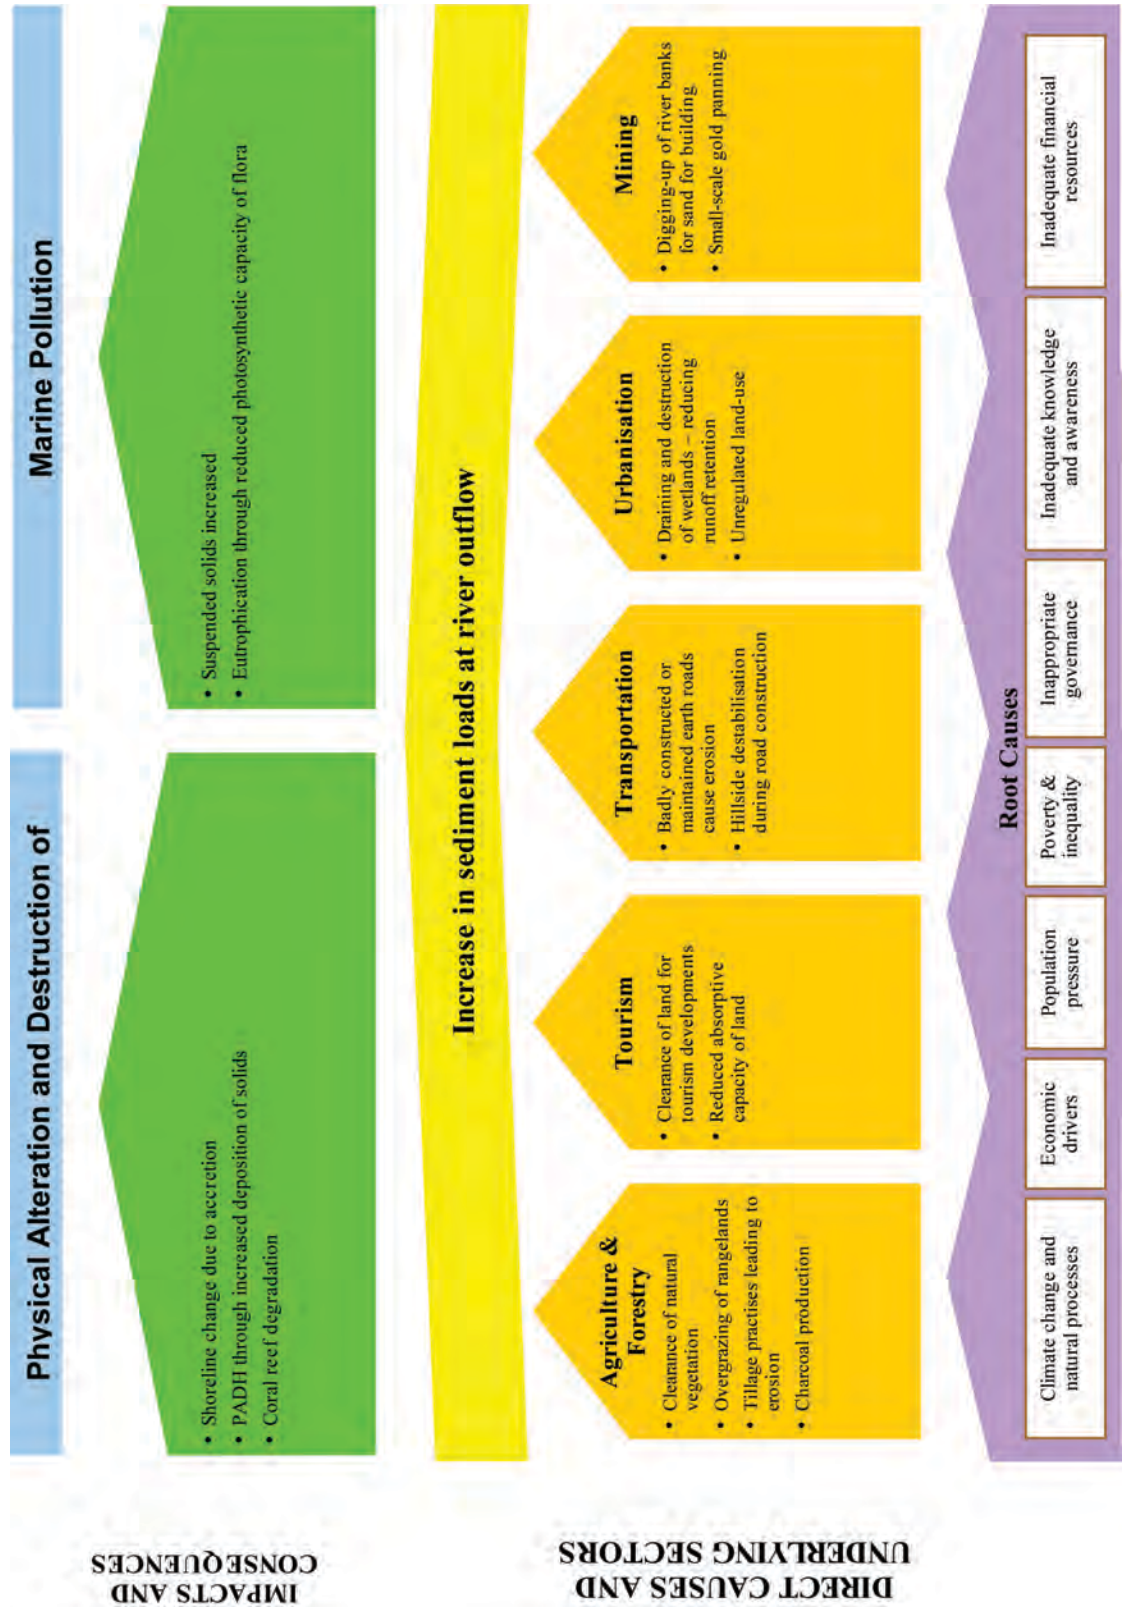 Physical Alteration and Destruction of
Marine Pollution
IMPACTS AND
CONSEQUENCES
• Shoreline change due to accretion
• PADH through increased deposition of solids
• Coral reef degradation
• Suspended solids increased
• Eutrophication through reduced photosynthetic capacity of flora
Increase in sediment loads at river outflow
DIRECT CAUSES AND
UNDERLYING SECTORS
Agriculture &
Forestry
• Clearance of natural
vegetation
• Overgrazing of rangelands
• Tillage practises leading to
erosion
• Charcoal production
Tourism
• Clearance of land for
tourism developments
• Reduced absorptive
capacity of land
Transportation
• Badly constructed or
maintained earth roads
cause erosion
• Hillside destabilisation
during road construction
Urbanisation
• Draining and destruction
of wetlands – reducing
runoff retention
• Unregulated land-use
Mining
• Digging-up of river banks
for sand for building
• Small-scale gold panning
Root Causes
Climate change and
natural processes
Economic
drivers
Population
pressure
Poverty &
inequality
Inappropriate
governance
Inadequate knowledge
and awareness
Inadequate financial
resources